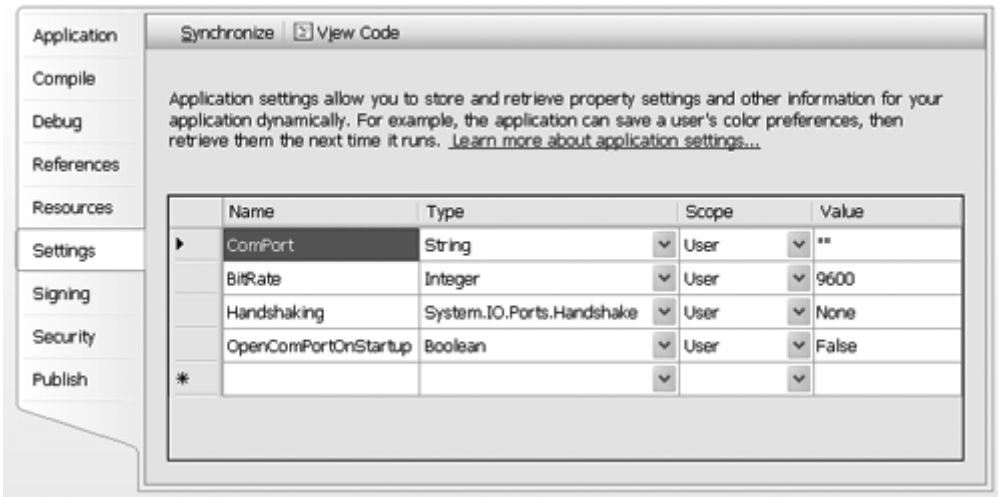 Application
Compile
Debug
References
Resources
Settings
Signing
Security
Publish
Synchronize View Code
Application settings allow you to store and retrieve property settings and other information for your
application dynamically. For example, the application can save a user's color preferences, then
retrieve them the next time it runs. Learn more about application settings...
Name Type Scope Value
ComPort String User ""
BitRate Integer User 9600
Handshaking System.IO.Ports.Handshake User None
OpenComPortOnStartup Boolean User False
*